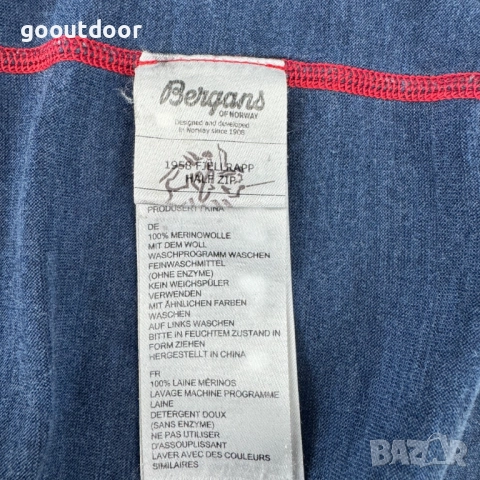 goutdoor
Bergans
OF NORWAY
Designed and developed
in Norway since 1908
1958 FJELLRAPP
HALF ZIP
PRODUSERT I KINA
DE
100% MERINOWOLLE
MIT DEM WOLL
WASCHPROGRAMM WASCHEN
FEINWASCHMITTEL
(OHNE ENZYME)
KEIN WEICHSPÜLER
VERWENDEN
MIT ÄHNLICHEN FARBEN
WASCHEN
AUF LINKS WASCHEN
BITTE IN FEUCHTEM ZUSTAND IN
FORM ZIEHEN
HERGESTELLT IN CHINA
FR
100% LAINE MÉRINOS
LAVAGE MACHINE PROGRAMME
LAINE
DETERGENT DOUX
(SANS ENZYME)
NE PAS UTILISER
D'ASSOUPLISSANT
LAVER AVEC DES COULEURS
SIMILAIRES
BAZAR